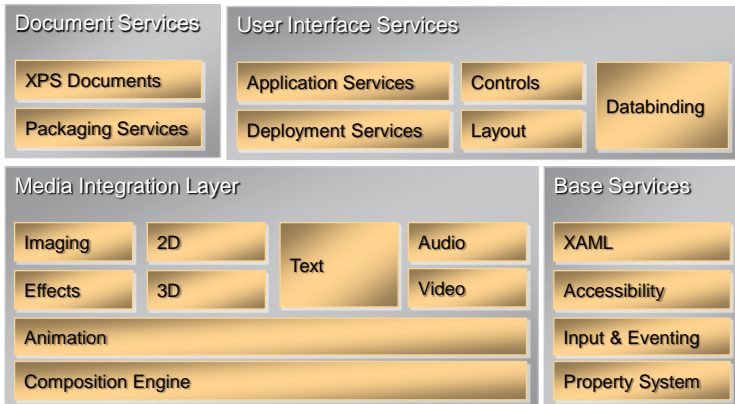 Document Services
XPS Documents
Packaging Services
User Interface Services
Application Services
Controls
Databinding
Deployment Services
Layout
Media Integration Layer
Imaging
2D
Text
Audio
Effects
3D
Video
Animation
Composition Engine
Base Services
XAML
Accessibility
Input & Eventing
Property System